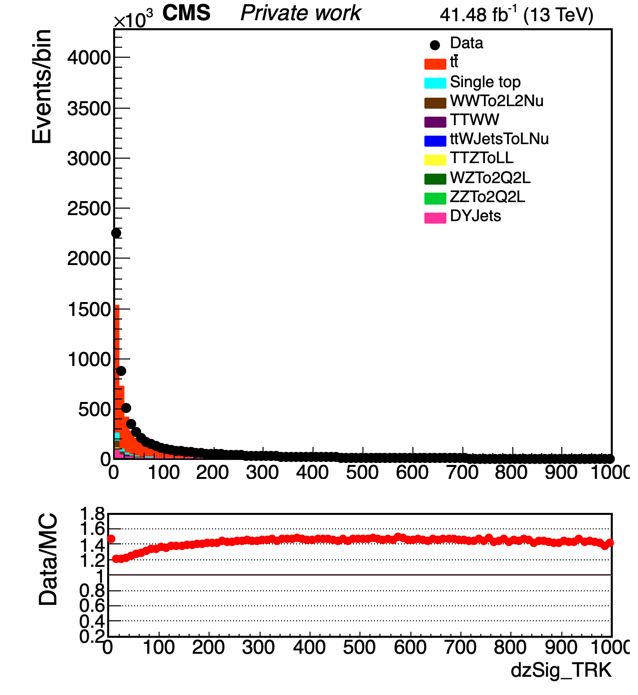 ×10³ CMS Private work 41.48 fb⁻¹ (13 TeV)
Events/bin
4000
3500
3000
2500
2000
1500
1000
500
0
0 100 200 300 400 500 600 700 800 900 1000
Data
tt̄
Single top
WWTo2L2Nu
TTWW
ttWJetsToLNu
TTZToLL
WZTo2Q2L
ZZTo2Q2L
DYJets
Data/MC
1.8
1.6
1.4
1.2
1
0.8
0.6
0.4
0.2
0 100 200 300 400 500 600 700 800 900 1000
dzSig_TRK